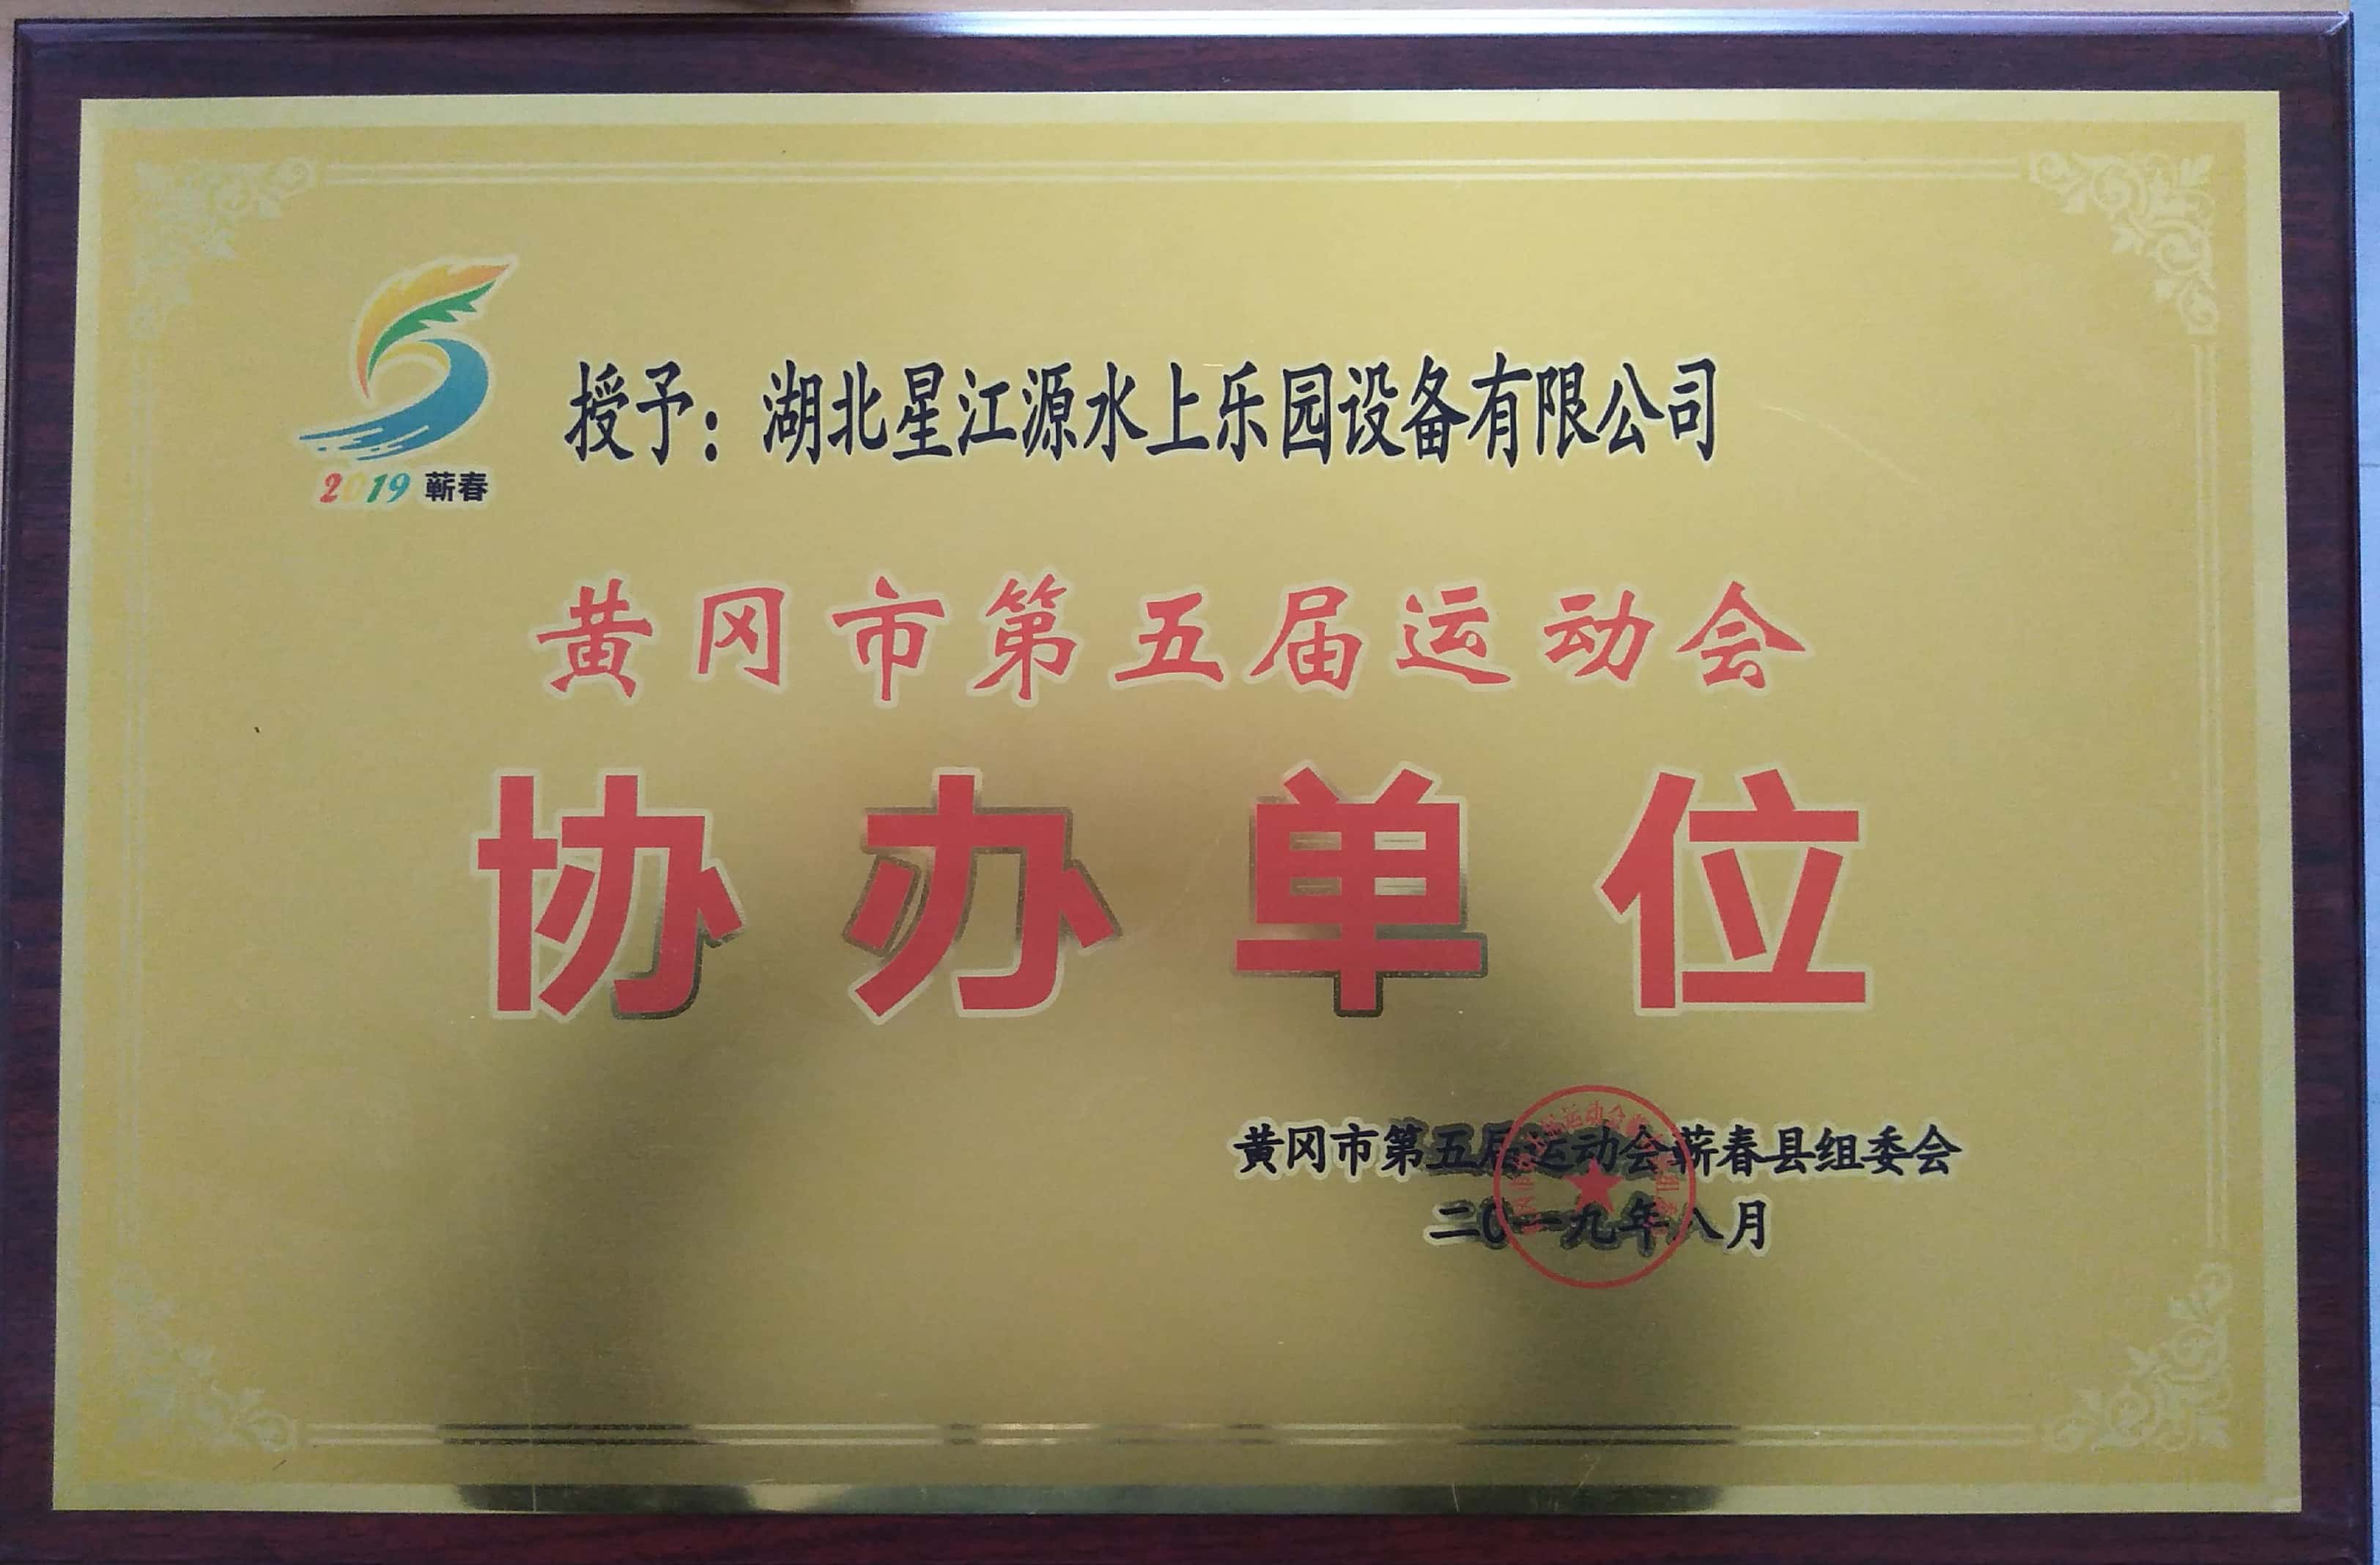 授予：湖北星江源水上乐园设备有限公司
2019 蕲春
黄冈市第五届运动会
协办单位
黄冈市第五届运动会蕲春县组委会
二〇一九年八月